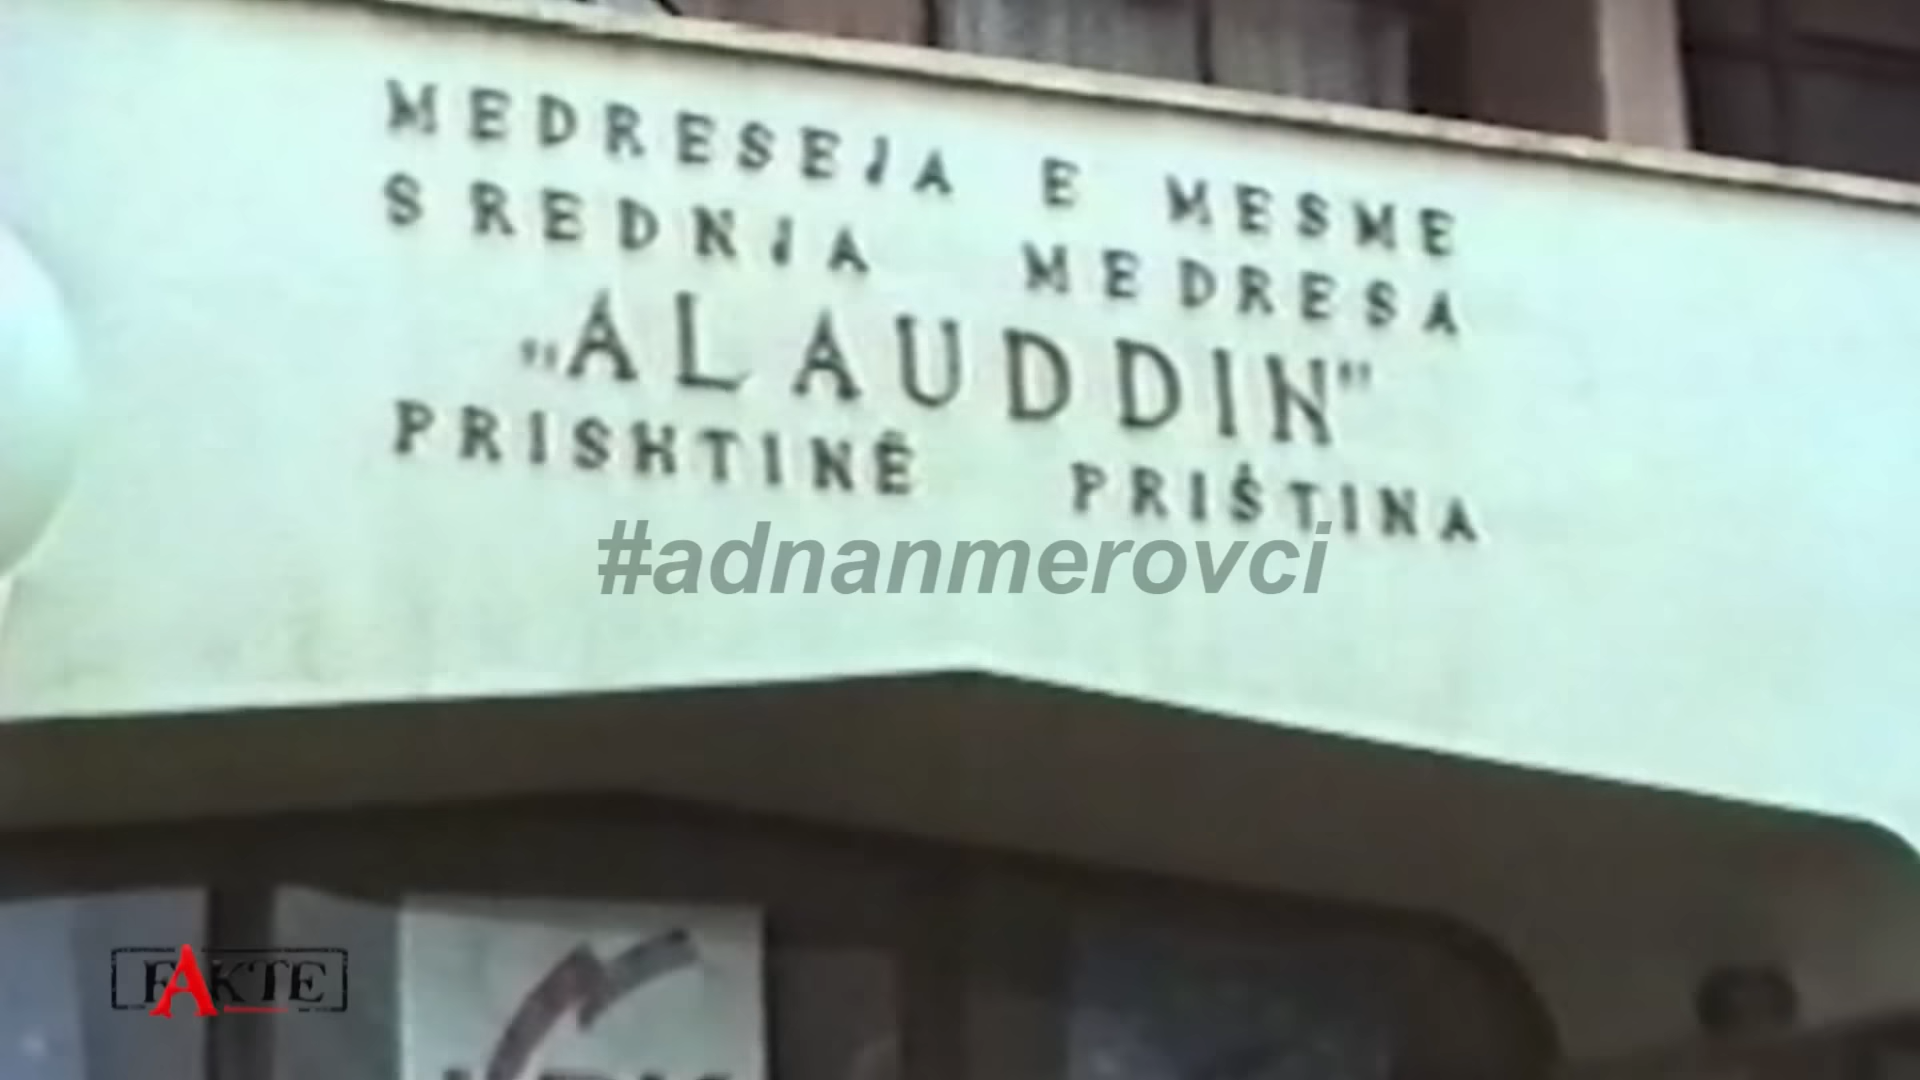 MEDRESEJA E MESME
SREDNJA MEDRESA
„ALAUDDIN”
PRISHTINË PRIŠTINA
#adnanmerovci
FAKTE